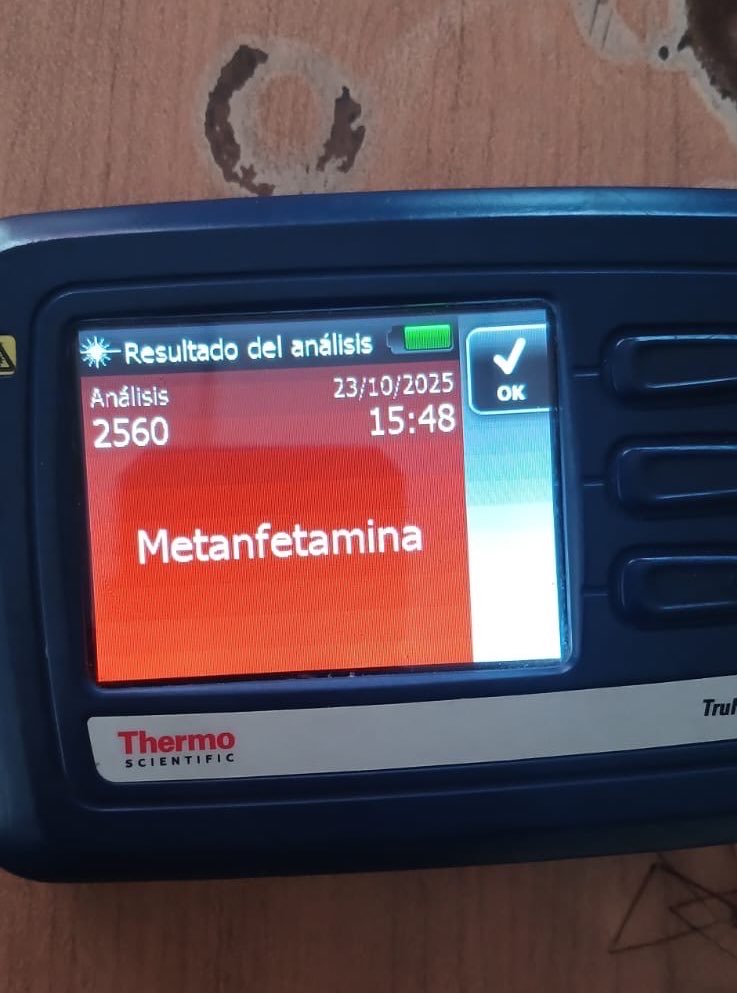 Resultado del análisis
OK
Análisis 23/10/2025
2560 15:48
Metanfetamina
Thermo
SCIENTIFIC